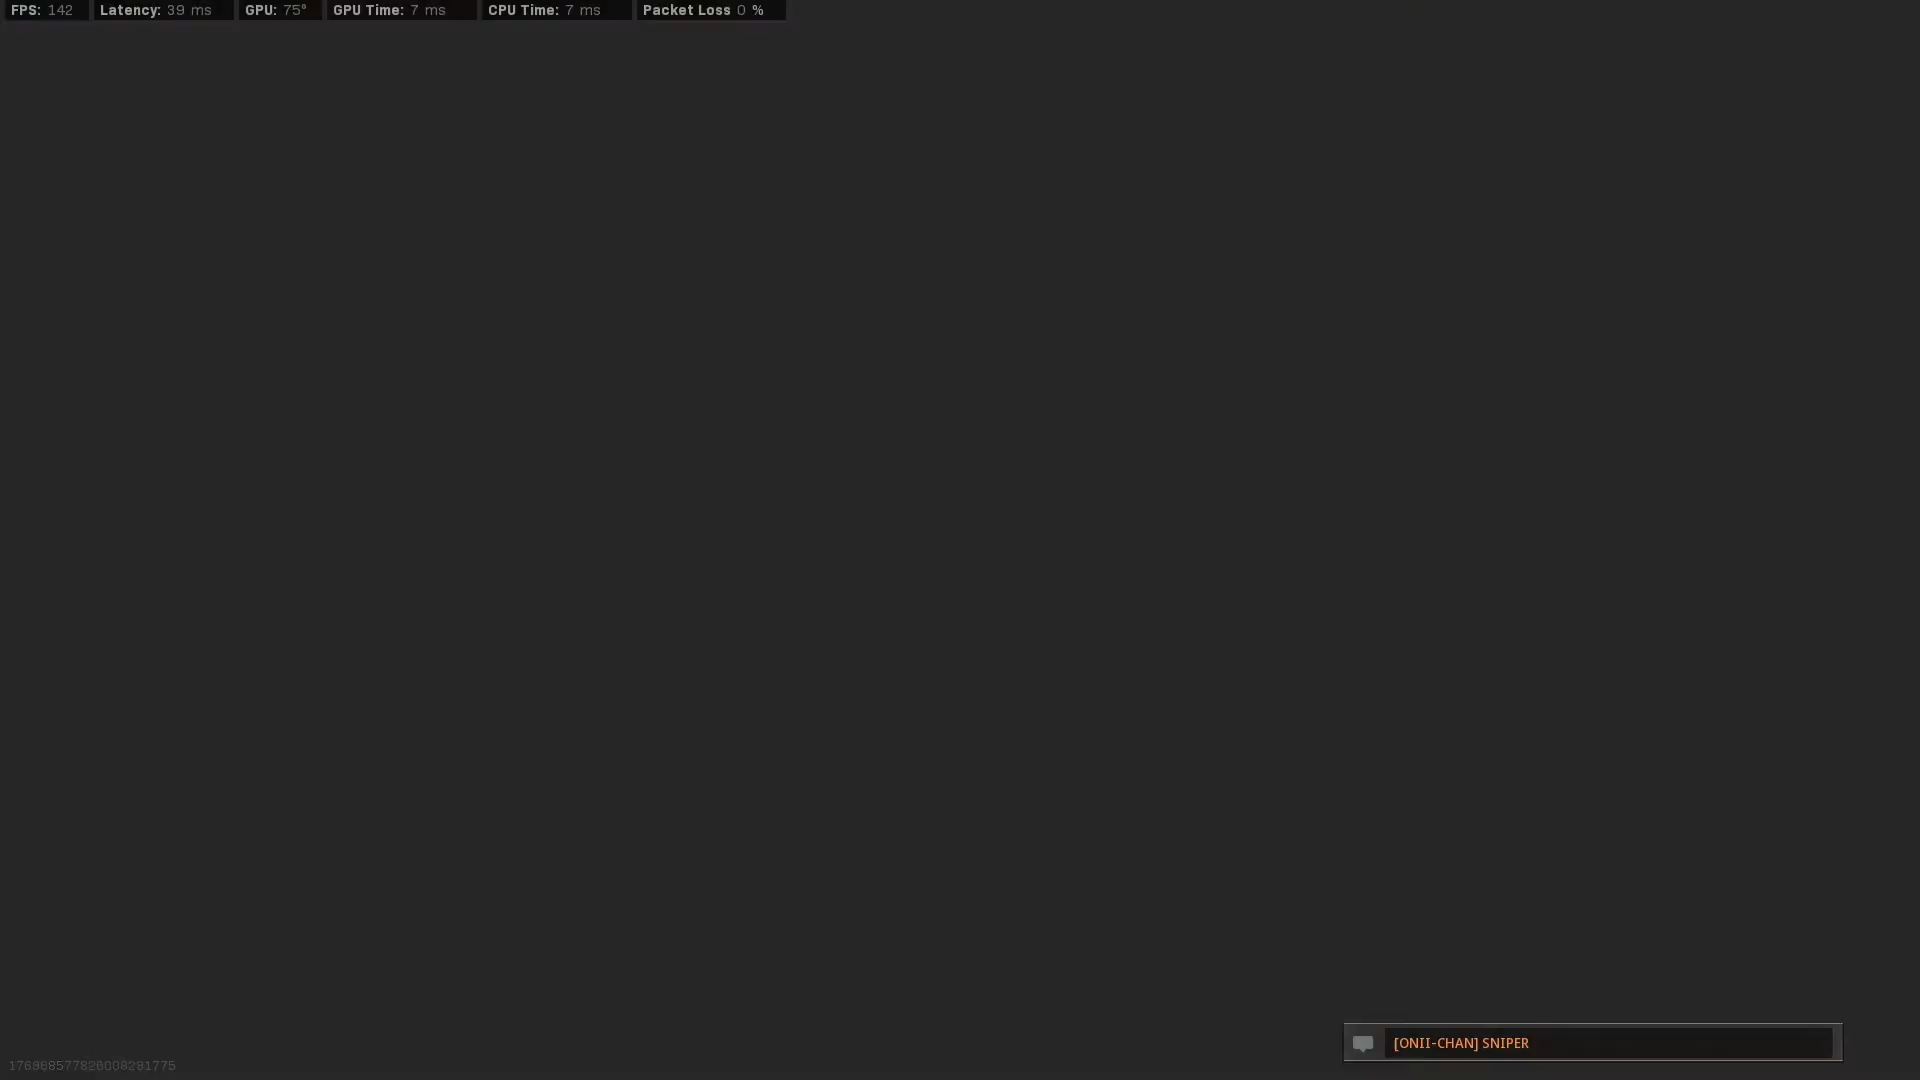 FPS: 142 Latency: 39 ms GPU: 75° GPU Time: 7 ms CPU Time: 7 ms Packet Loss 0 %
[ONII-CHAN] SNIPER